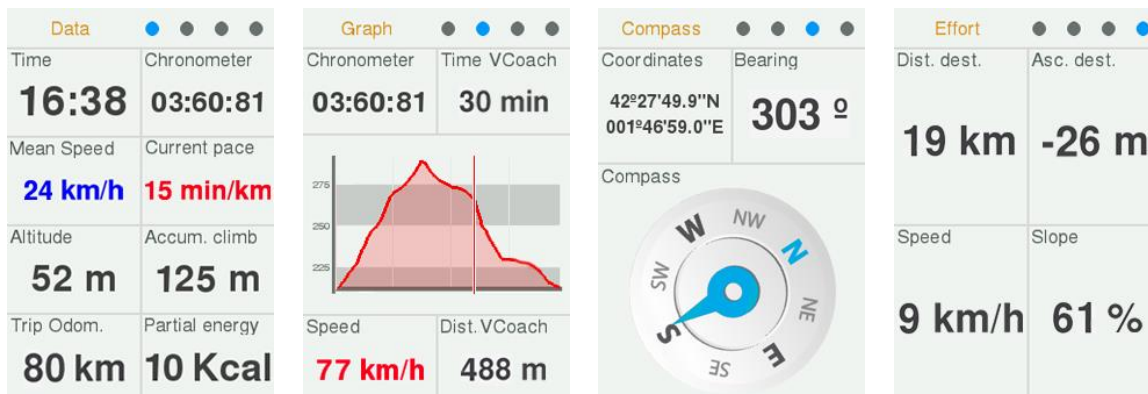 Data
Time
Chronometer
16:38
03:60:81
Mean Speed
Current pace
24 km/h
15 min/km
Altitude
Accum. climb
52 m
125 m
Trip Odom.
Partial energy
80 km
10 Kcal
Graph
Chronometer
Time VCoach
03:60:81
30 min
275
250
225
Speed
Dist.VCoach
77 km/h
488 m
Compass
Coordinates
Bearing
42º27'49.9"N
001º46'59.0"E
303 º
Compass
W
NW
N
NE
E
SE
S
SW
Effort
Dist. dest.
Asc. dest.
19 km
-26 m
Speed
Slope
9 km/h
61 %